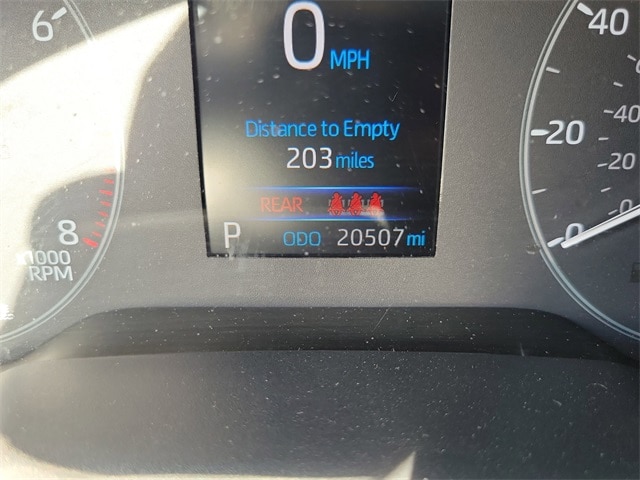 6
0 MPH
Distance to Empty
203 miles
REAR
P ODO 20507 mi
8
x1000
RPM
40
20
0
-40
-20
-0